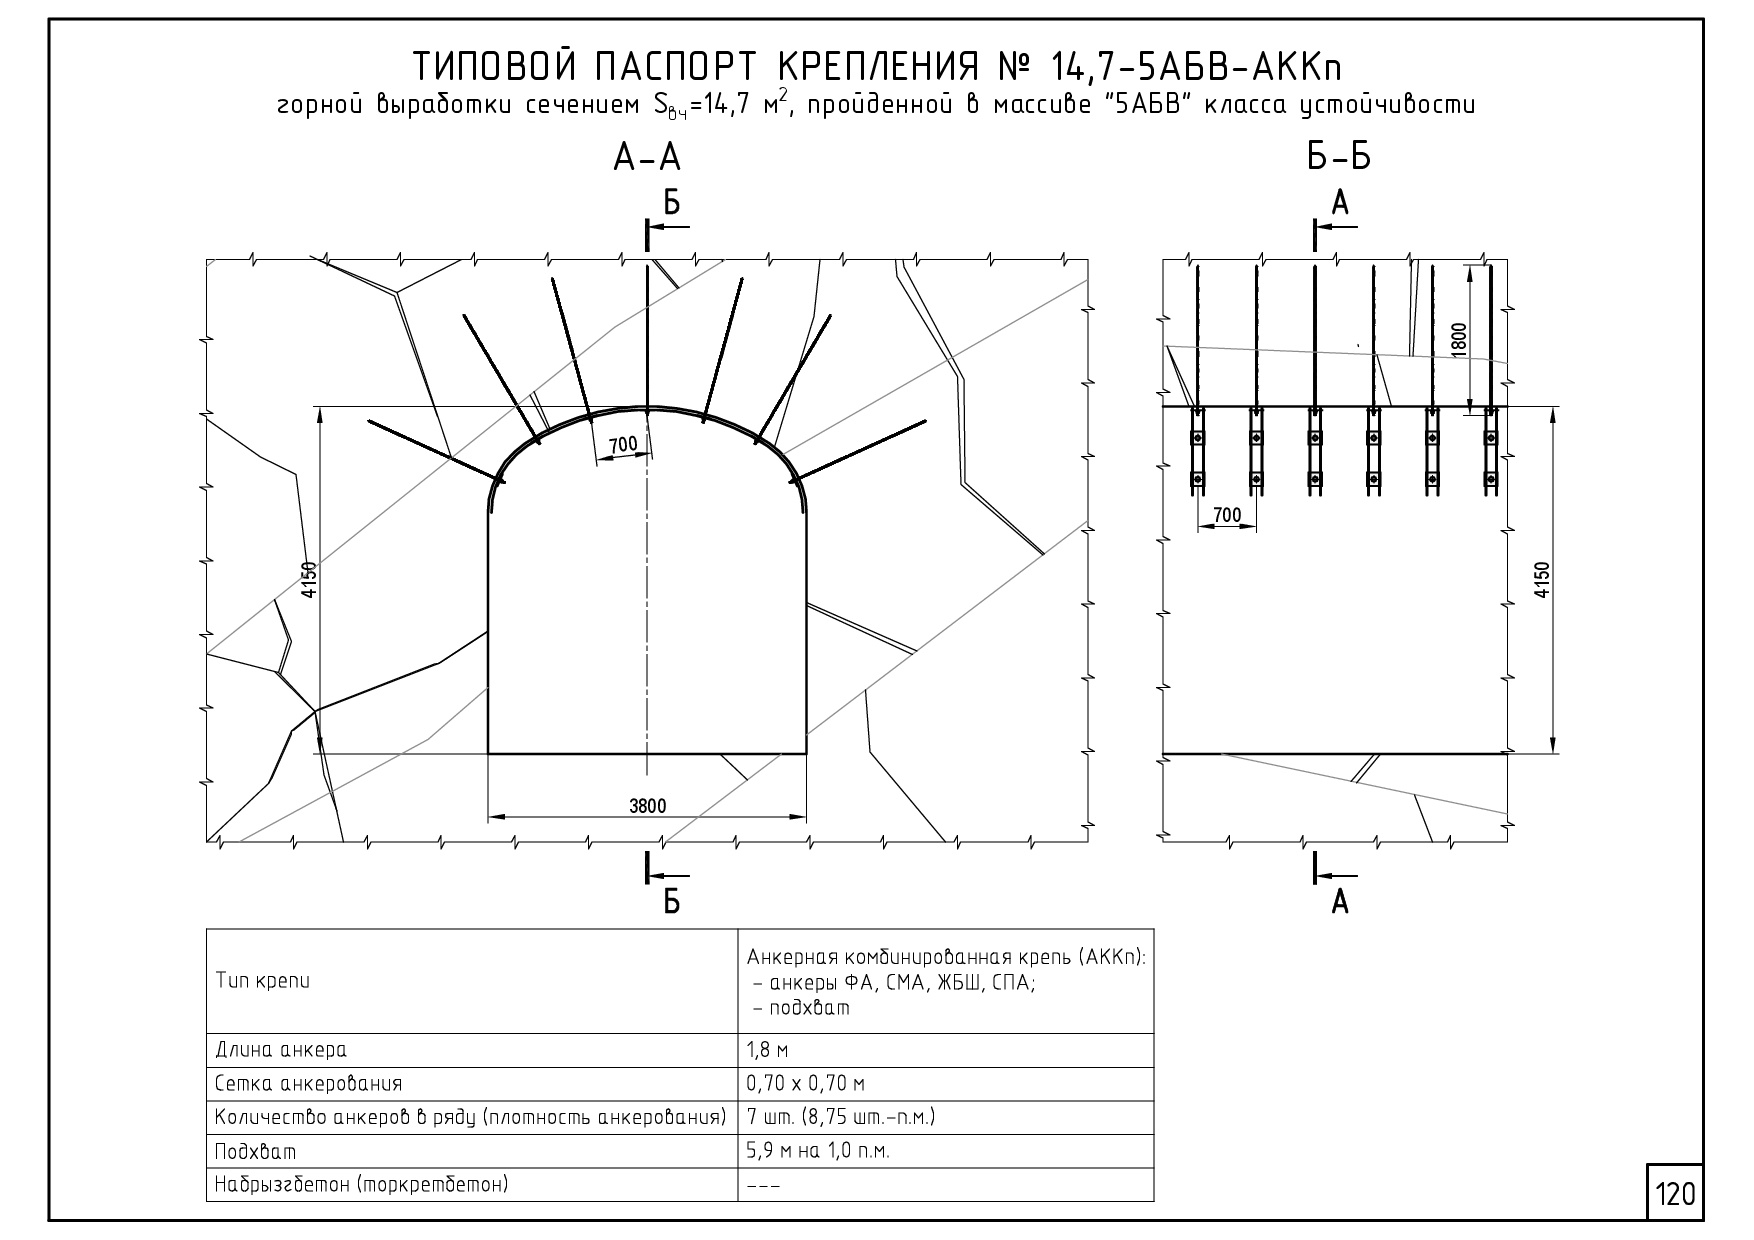 ТИПОВОЙ ПАСПОРТ КРЕПЛЕНИЯ № 14,7-5АБВ-АККп
горной выработки сечением Sвч=14,7 м², пройденной в массиве "5АБВ" класса устойчивости
А-А
Б-Б
Б
А
1800
700
700
4150
4150
3800
Б
А
Тип крепи
Анкерная комбинированная крепь (АККп):
- анкеры ФА, СМА, ЖБШ, СПА;
- подхват
Длина анкера 1,8 м
Сетка анкерования 0,70 х 0,70 м
Количество анкеров в ряду (плотность анкерования) 7 шт. (8,75 шт.-п.м.)
Подхват 5,9 м на 1,0 п.м.
Набрызгбетон (торкретбетон) ---
120